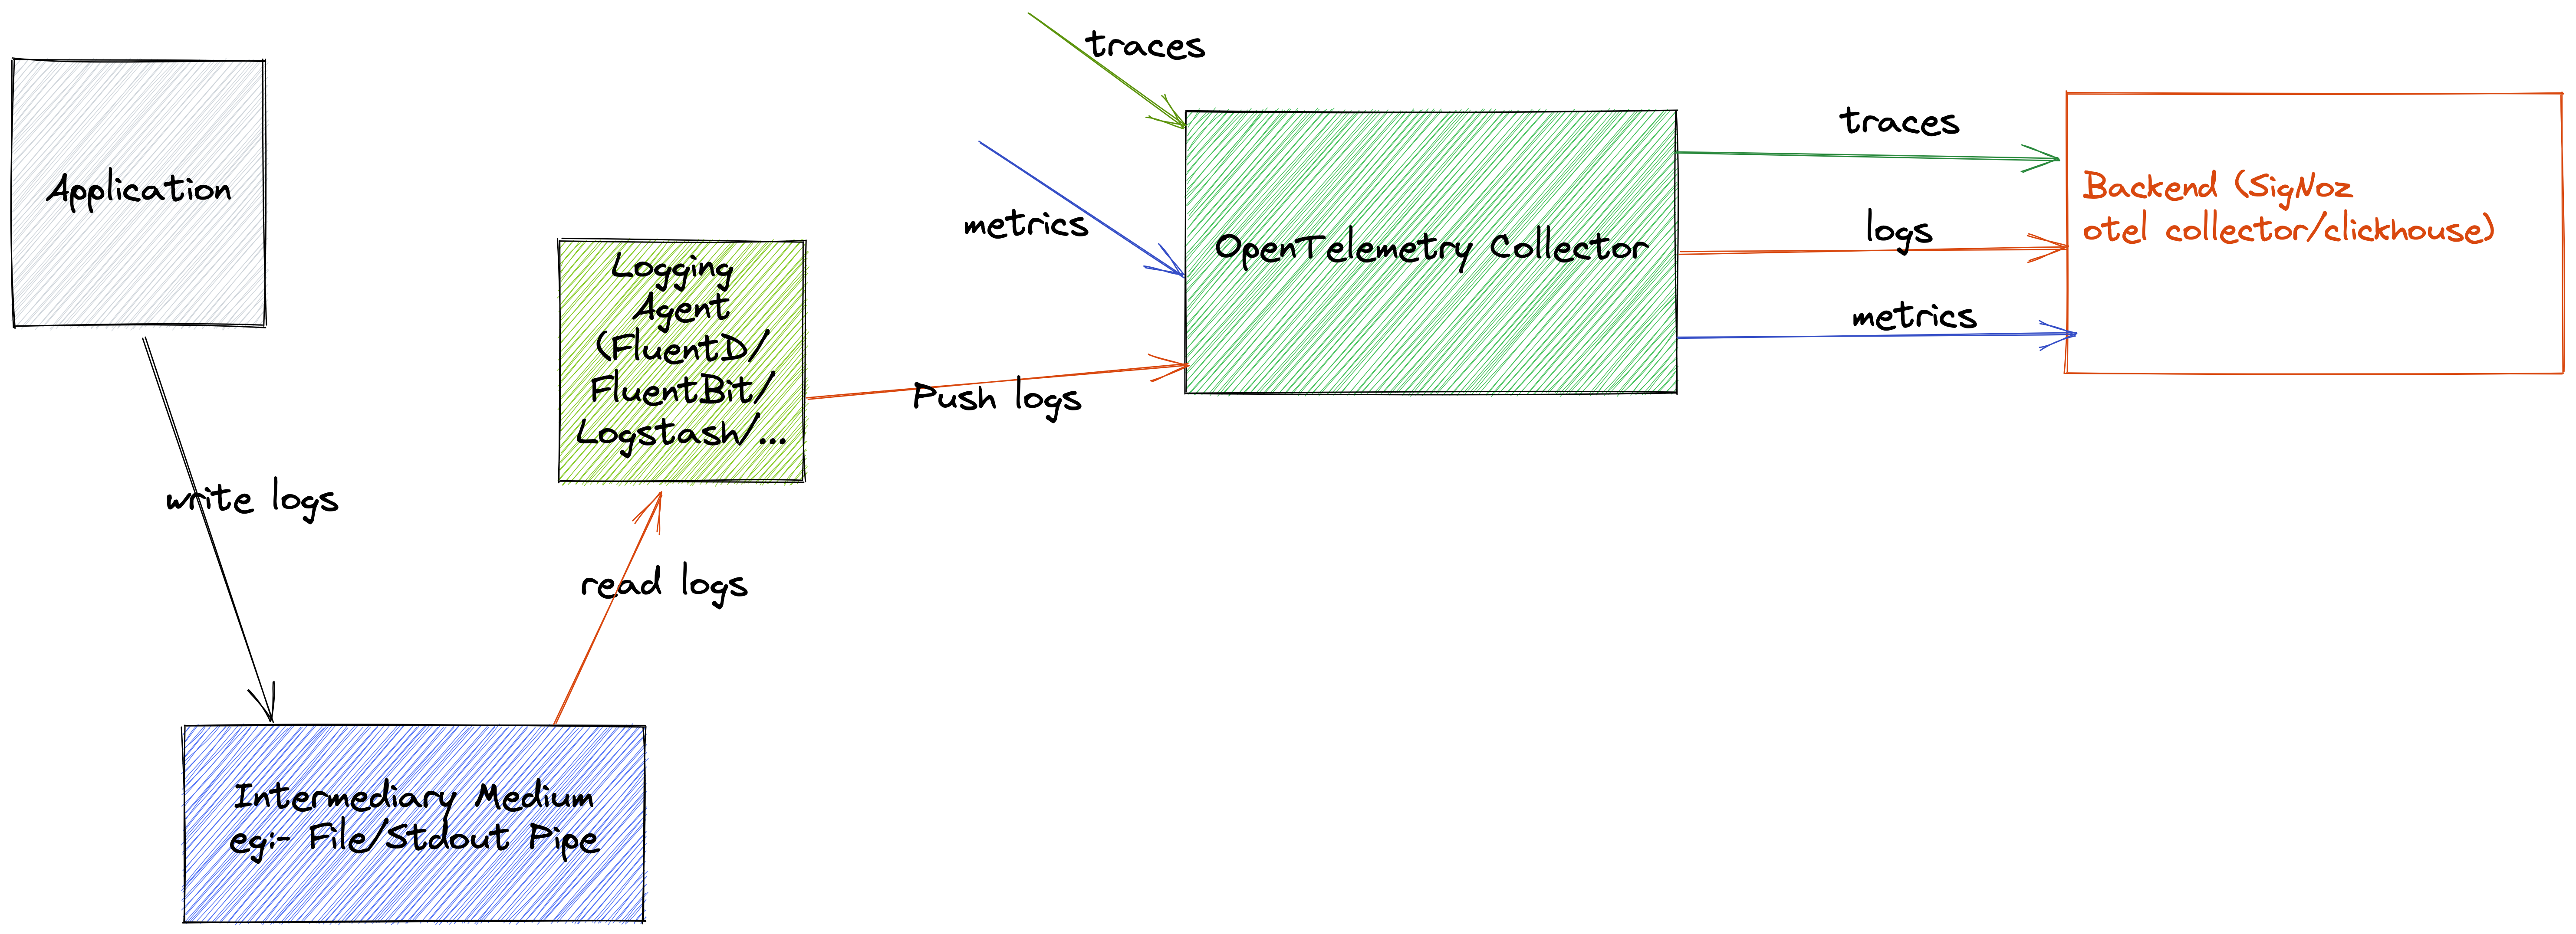 Application
write logs
Intermediary Medium
eg:- File/Stdout Pipe
read logs
Logging
Agent
(FluentD/
FluentBit/
Logstash/...
Push logs
traces
metrics
OpenTelemetry Collector
traces
logs
metrics
Backend (SigNoz
otel collector/clickhouse)